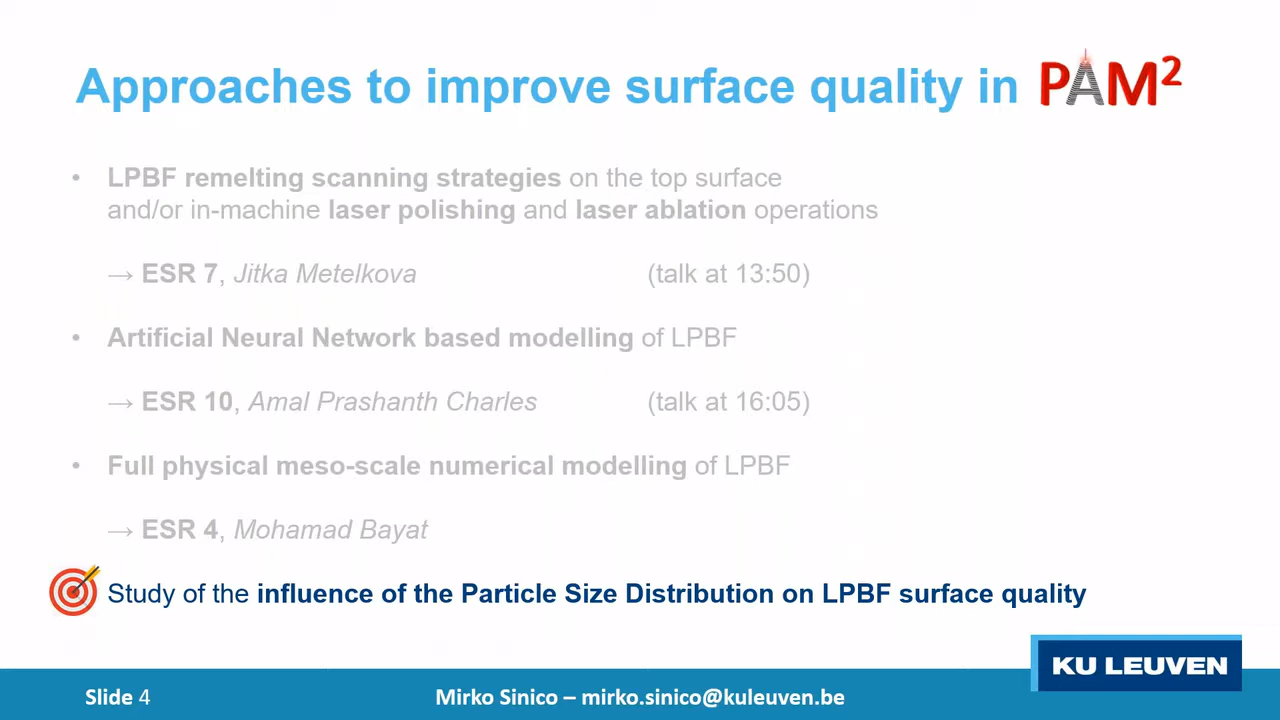 Approaches to improve surface quality in PAM²
• LPBF remelting scanning strategies on the top surface
and/or in-machine laser polishing and laser ablation operations
→ ESR 7, Jitka Metelkova (talk at 13:50)
• Artificial Neural Network based modelling of LPBF
→ ESR 10, Amal Prashanth Charles (talk at 16:05)
• Full physical meso-scale numerical modelling of LPBF
→ ESR 4, Mohamad Bayat
Study of the influence of the Particle Size Distribution on LPBF surface quality
KU LEUVEN
Slide 4 Mirko Sinico – mirko.sinico@kuleuven.be